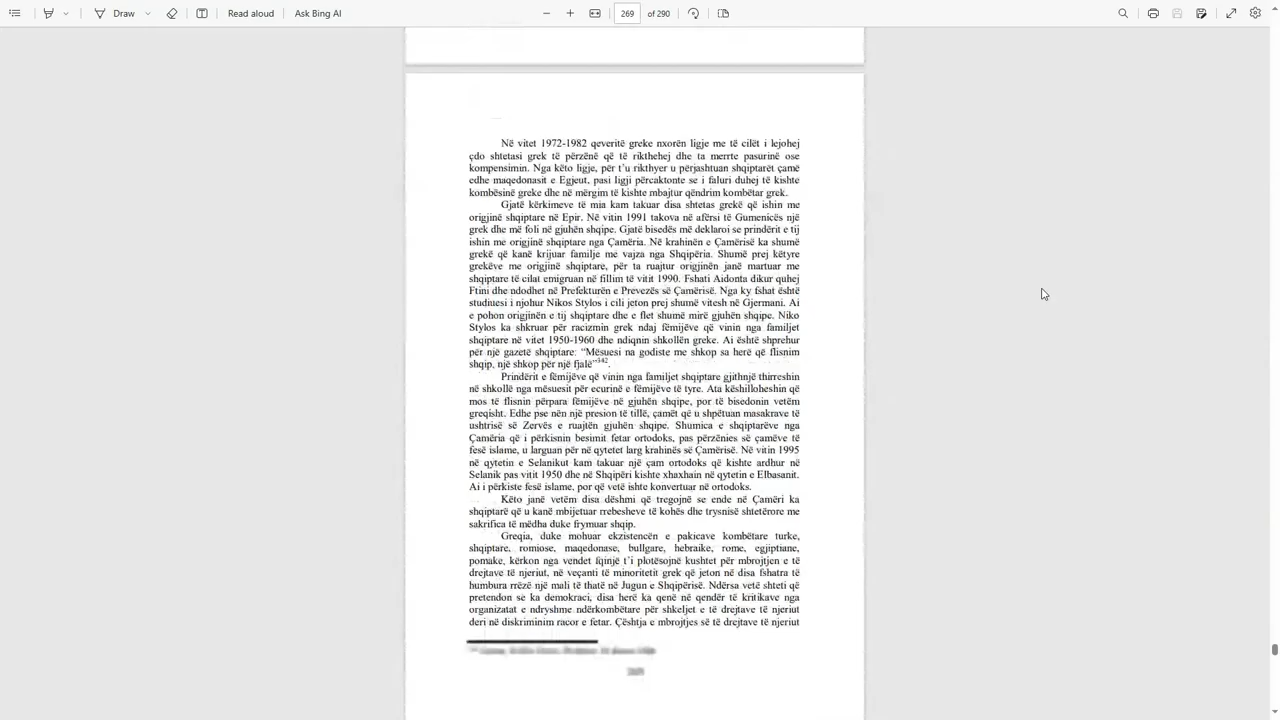 Draw
Read aloud
Ask Bing AI
269
of 290
Në vitet 1972-1982 qeveritë greke nxorën ligje me të cilët i lejohej
çdo shtetasi grek të përzënë që të rikthehej dhe ta merrte pasurinë ose
kompensimin. Nga këto ligje, për t'u rikthyer u përjashtuan shqiptarët çamë
edhe maqedonasit e Egjeut, pasi ligji përcaktonte se i faluri duhej të kishte
kombësinë greke dhe në mërgim të kishte mbajtur qëndrim kombëtar grek.
Gjatë kërkimeve të mia kam takuar disa shtetas grekë që ishin me
origjinë shqiptare në Epir. Në vitin 1991 takova në afërsi të Gumenicës një
grek dhe më foli në gjuhën shqipe. Gjatë bisedës më deklaroi se prindërit e tij
ishin me origjinë shqiptare nga Çamëria. Në krahinën e Çamërisë ka shumë
grekë që kanë krijuar familje me vajza nga Shqipëria. Shumë prej këtyre
grekëve me origjinë shqiptare, për ta ruajtur origjinën janë martuar me
shqiptare të cilat emigruan në fillim të vitit 1990. Fshati Aidonta dikur quhej
Ftini dhe ndodhet në Prefekturën e Prevezës së Çamërisë. Nga ky fshat është
studiuesi i njohur Nikos Stylos i cili jeton prej shumë vitesh në Gjermani. Ai
e pohon origjinën e tij shqiptare dhe e flet shumë mirë gjuhën shqipe. Niko
Stylos ka shkruar për racizmin grek ndaj fëmijëve që vinin nga familjet
shqiptare në vitet 1950-1960 dhe ndiqnin shkollën greke. Ai është shprehur
për një gazetë shqiptare: “Mësuesi na godiste me shkop sa herë që flisnim
shqip, një shkop për një fjalë”³⁴².
Prindërit e fëmijëve që vinin nga familjet shqiptare gjithnjë thirreshin
në shkollë nga mësuesit për ecurinë e fëmijëve të tyre. Ata këshilloheshin që
mos të flisnin përpara fëmijëve në gjuhën shqipe, por të bisedonin vetëm
greqisht. Edhe pse nën një presion të tillë, çamët që u shpëtuan masakrave të
ushtrisë së Zervës e ruajtën gjuhën shqipe. Shumica e shqiptarëve nga
Çamëria që i përkisnin besimit fetar ortodoks, pas përzënies së çamëve të
fesë islame, u larguan për në qytetet larg krahinës së Çamërisë. Në vitin 1995
në qytetin e Selanikut kam takuar një çam ortodoks që kishte ardhur në
Selanik pas vitit 1950 dhe në Shqipëri kishte xhaxhain në qytetin e Elbasanit.
Ai i përkiste fesë islame, por që vetë ishte konvertuar në ortodoks.
Këto janë vetëm disa dëshmi që tregojnë se ende në Çamëri ka
shqiptarë që u kanë mbijetuar rrebesheve të kohës dhe trysnisë shtetërore me
sakrifica të mëdha duke frymuar shqip.
Greqia, duke mohuar ekzistencën e pakicave kombëtare turke,
shqiptare, romiose, maqedonase, bullgare, hebraike, rome, egjiptiane,
pomake, kërkon nga vendet fqinjë t'i plotësojnë kushtet për mbrojtjen e të
drejtave të njeriut, në veçanti të minoritetit grek që jeton në disa fshatra të
humbura rrëzë një mali të thatë në Jugun e Shqipërisë. Ndërsa vetë shteti që
pretendon se ka demokraci, disa herë ka qenë në qendër të kritikave nga
organizatat e ndryshme ndërkombëtare për shkeljet e të drejtave të njeriut
deri në diskriminim racor e fetar. Çështja e mbrojtjes së të drejtave të njeriut
269